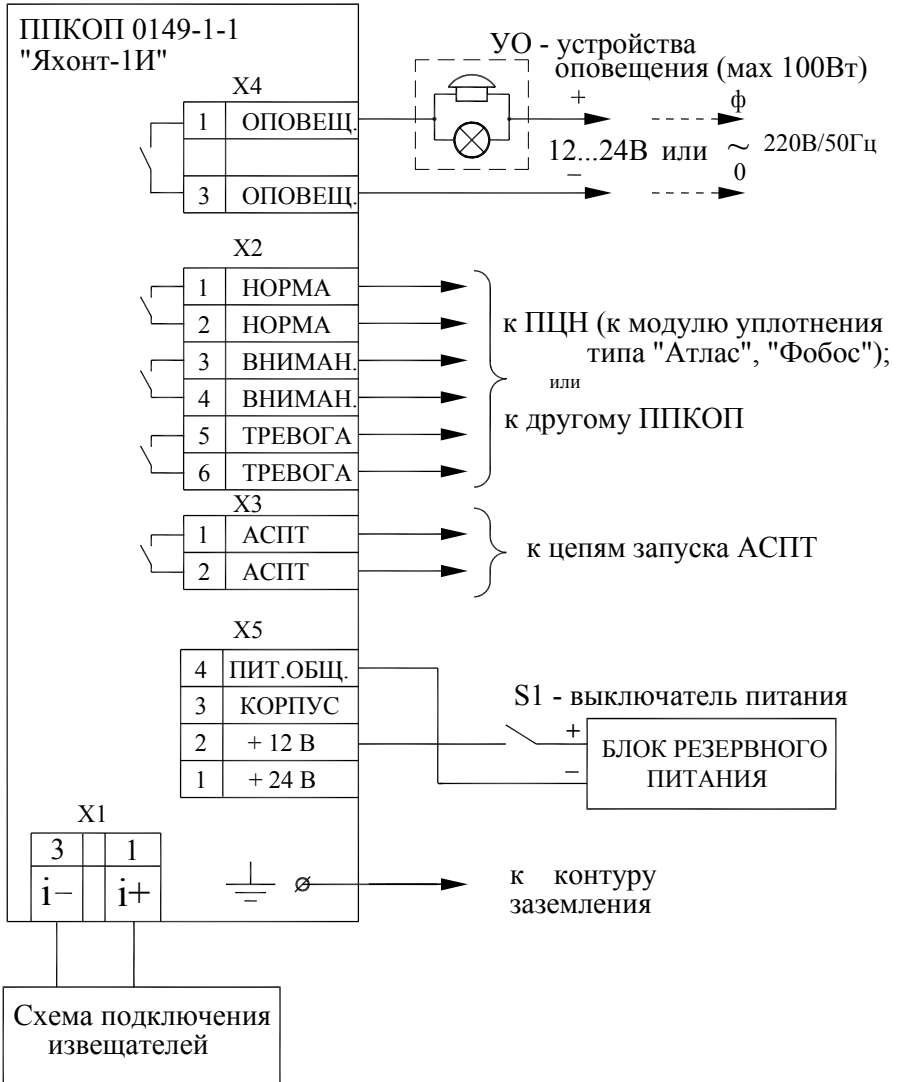 ППКОП 0149-1-1
"Яхонт-1И"
УО - устройства
оповещения (мах 100Вт)
X4
1 ОПОВЕЩ.
+ ф
12...24В или ~ 220В/50Гц
– 0
3 ОПОВЕЩ.
X2
1 НОРМА
2 НОРМА
3 ВНИМАН.
4 ВНИМАН.
5 ТРЕВОГА
6 ТРЕВОГА
к ПЦН (к модулю уплотнения
типа "Атлас", "Фобос");
или
к другому ППКОП
X3
1 АСПТ
2 АСПТ
к цепям запуска АСПТ
X5
4 ПИТ.ОБЩ.
3 КОРПУС
2 + 12 В
1 + 24 В
S1 - выключатель питания
+
–
БЛОК РЕЗЕРВНОГО
ПИТАНИЯ
X1
3 1
i– i+
к контуру
заземления
Схема подключения
извещателей